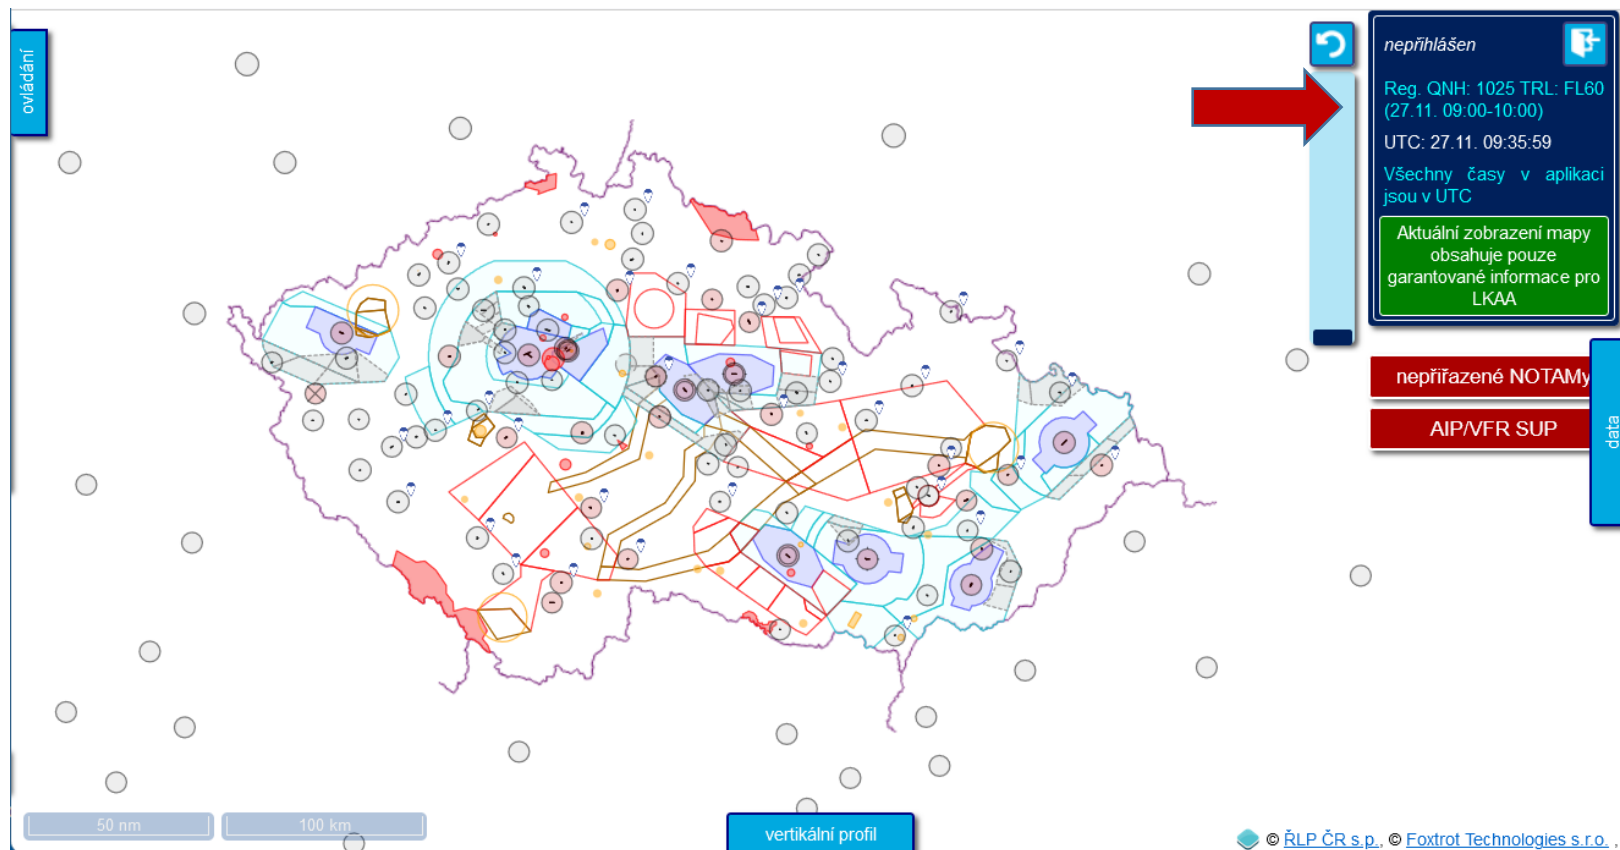 ovládání
nepřihlášen
Reg. QNH: 1025 TRL: FL60
(27.11. 09:00-10:00)
UTC: 27.11. 09:35:59
Všechny časy v aplikaci
jsou v UTC
Aktuální zobrazení mapy
obsahuje pouze
garantované informace pro
LKAA
nepřiřazené NOTAMy
AIP/VFR SUP
data
50 nm
100 km
vertikální profil
© ŘLP ČR s.p., © Foxtrot Technologies s.r.o. ,